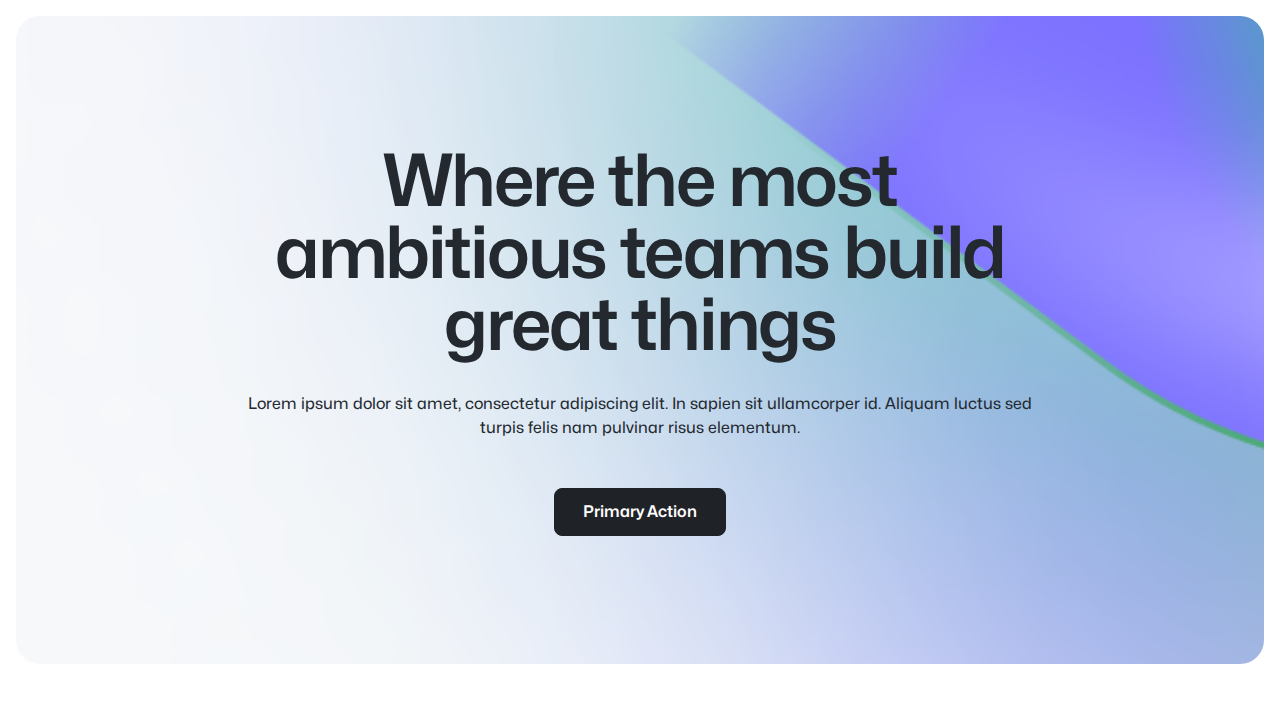 Where the most
ambitious teams build
great things
Lorem ipsum dolor sit amet, consectetur adipiscing elit. In sapien sit ullamcorper id. Aliquam luctus sed
turpis felis nam pulvinar risus elementum.
Primary Action